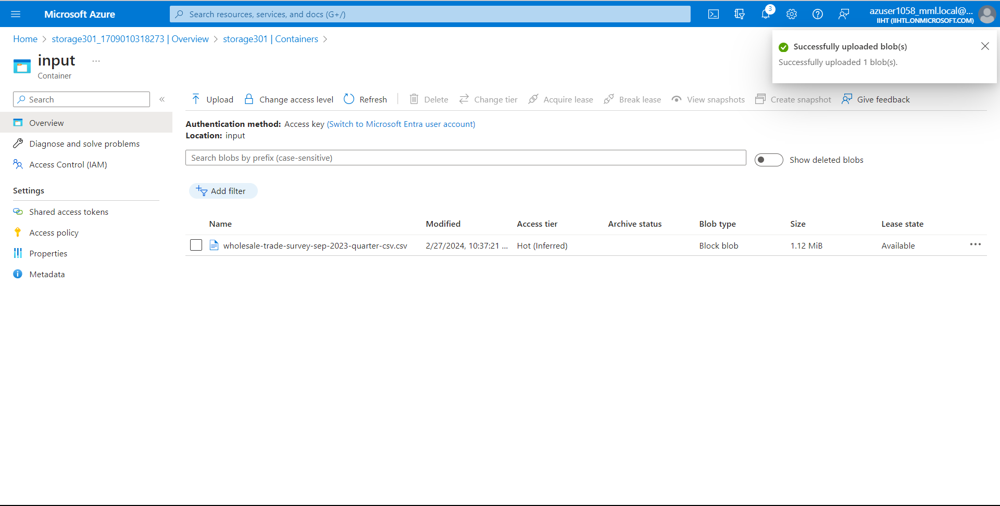 Microsoft Azure
Search resources, services, and docs (G+/)
3
azuser1058_mml.local@...
IIHT (IIHTL.ONMICROSOFT.COM)
Home > storage301_1709010318273 | Overview > storage301 | Containers >
Successfully uploaded blob(s)
Successfully uploaded 1 blob(s).
input ...
Container
Search «
Upload Change access level Refresh Delete Change tier Acquire lease Break lease View snapshots Create snapshot Give feedback
Overview
Diagnose and solve problems
Access Control (IAM)
Settings
Shared access tokens
Access policy
Properties
Metadata
Authentication method: Access key (Switch to Microsoft Entra user account)
Location: input
Search blobs by prefix (case-sensitive)
Show deleted blobs
Add filter
Name Modified Access tier Archive status Blob type Size Lease state
wholesale-trade-survey-sep-2023-quarter-csv.csv 2/27/2024, 10:37:21 ... Hot (Inferred) Block blob 1.12 MiB Available ...